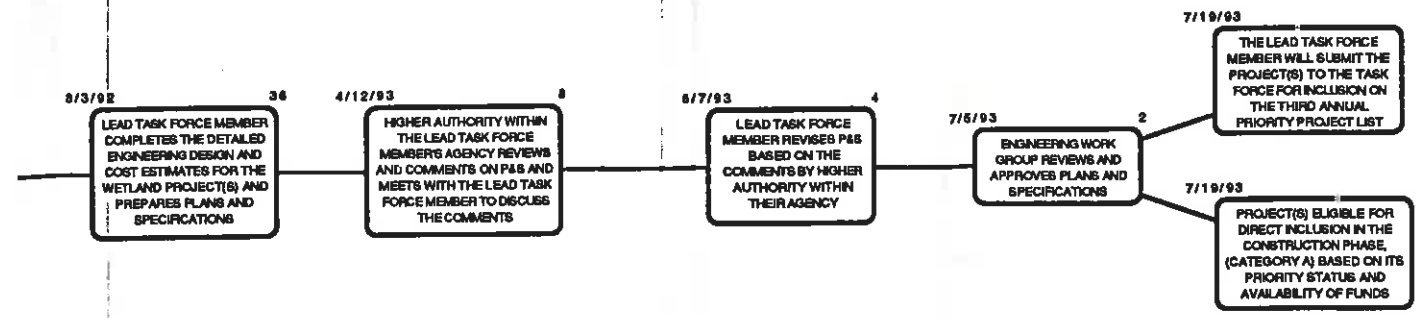 8/3/92 36
LEAD TASK FORCE MEMBER
COMPLETES THE DETAILED
ENGINEERING DESIGN AND
COST ESTIMATES FOR THE
WETLAND PROJECT(S) AND
PREPARES PLANS AND
SPECIFICATIONS
4/12/93 8
HIGHER AUTHORITY WITHIN
THE LEAD TASK FORCE
MEMBER'S AGENCY REVIEWS
AND COMMENTS ON P&S AND
MEETS WITH THE LEAD TASK
FORCE MEMBER TO DISCUSS
THE COMMENTS
6/7/93 4
LEAD TASK FORCE
MEMBER REVISES P&S
BASED ON THE
COMMENTS BY HIGHER
AUTHORITY WITHIN
THEIR AGENCY
7/5/93 2
ENGINEERING WORK
GROUP REVIEWS AND
APPROVES PLANS AND
SPECIFICATIONS
7/19/93
THE LEAD TASK FORCE
MEMBER WILL SUBMIT THE
PROJECT(S) TO THE TASK
FORCE FOR INCLUSION ON
THE THIRD ANNUAL
PRIORITY PROJECT LIST
7/19/93
PROJECT(S) ELIGIBLE FOR
DIRECT INCLUSION IN THE
CONSTRUCTION PHASE,
(CATEGORY A) BASED ON ITS
PRIORITY STATUS AND
AVAILABILITY OF FUNDS